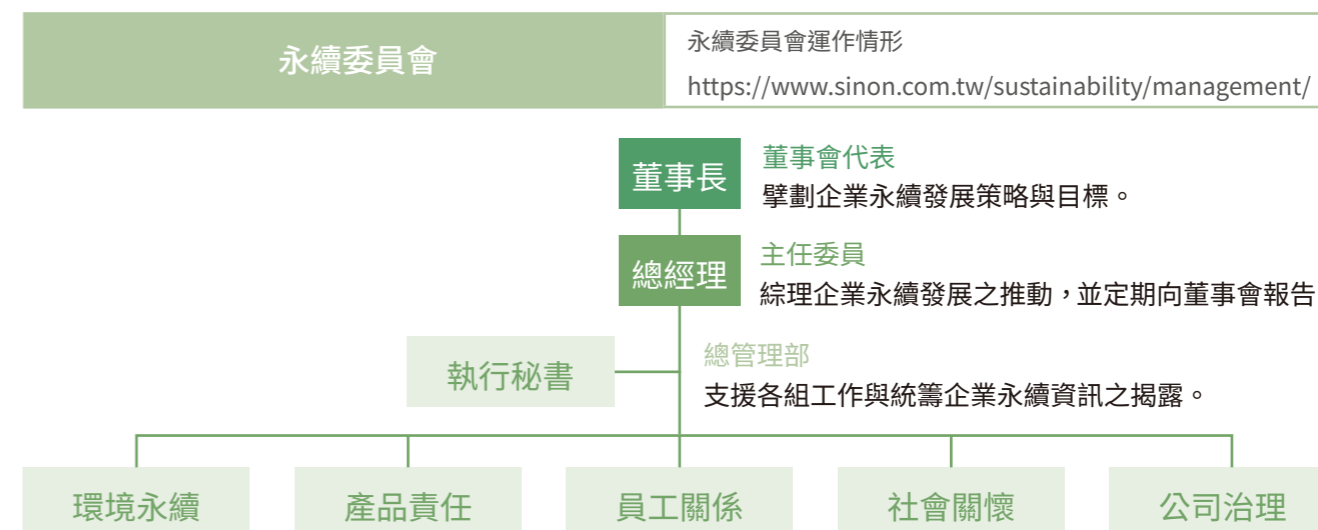 永續委員會
永續委員會運作情形
https://www.sinon.com.tw/sustainability/management/
董事長
董事會代表
擘劃企業永續發展策略與目標。
總經理
主任委員
綜理企業永續發展之推動，並定期向董事會報告
執行秘書
總管理部
支援各組工作與統籌企業永續資訊之揭露。
環境永續
產品責任
員工關係
社會關懷
公司治理